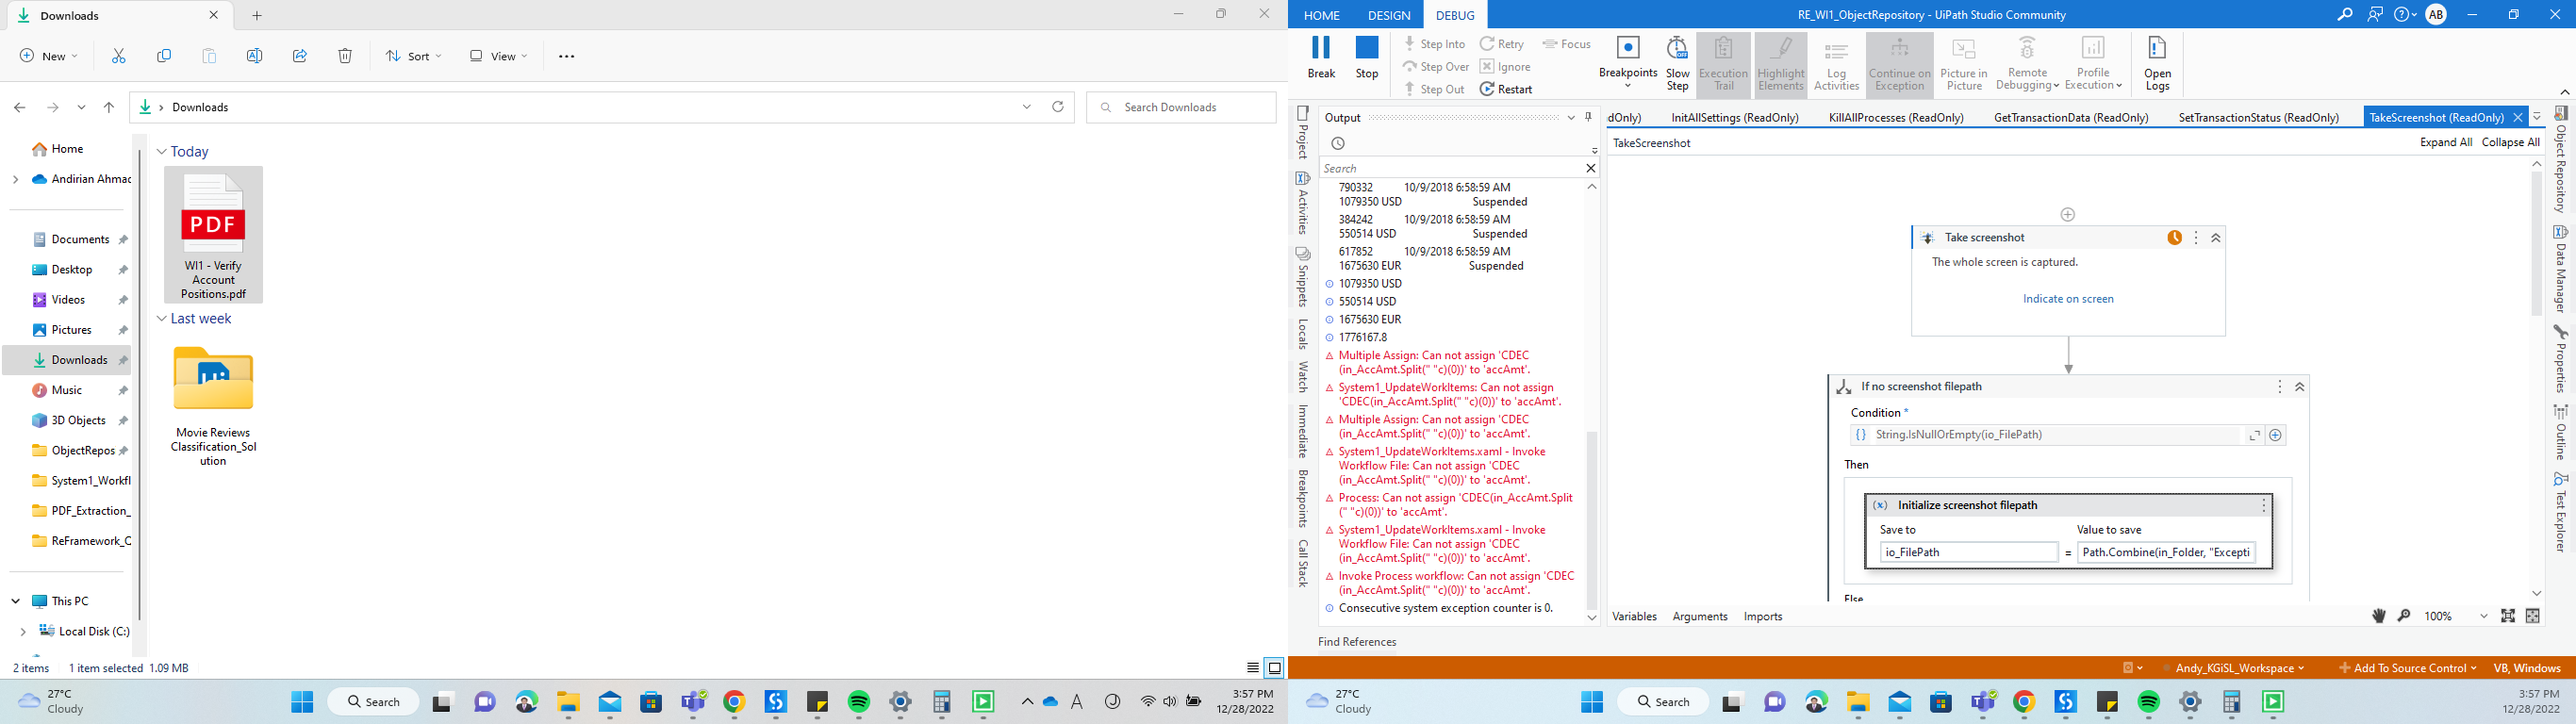 Downloads
New
Sort
View
Downloads
Search Downloads
Home
Andirian Ahmad
Documents
Desktop
Videos
Pictures
Downloads
Music
3D Objects
ObjectRepos
System1_Workfl
PDF_Extraction_
ReFramework_Q
This PC
Local Disk (C:)
Today
PDF
WI1 - Verify
Account
Positions.pdf
Last week
Movie Reviews
Classification_Sol
ution
2 items 1 item selected 1.09 MB
27°C
Cloudy
Search
3:57 PM
12/28/2022
HOME DESIGN DEBUG
RE_WI1_ObjectRepository - UiPath Studio Community
AB
Break
Stop
Step Into
Step Over
Step Out
Retry
Ignore
Restart
Focus
Breakpoints
Slow
Step
Execution
Trail
Highlight
Elements
Log
Activities
Continue on
Exception
Picture in
Picture
Remote
Debugging
Profile
Execution
Open
Logs
Project
Activities
Snippets
Locals
Watch
Immediate
Breakpoints
Call Stack
Output
Search
790332 10/9/2018 6:58:59 AM
1079350 USD Suspended
384242 10/9/2018 6:58:59 AM
550514 USD Suspended
617852 10/9/2018 6:58:59 AM
1675630 EUR Suspended
1079350 USD
550514 USD
1675630 EUR
1776167.8
Multiple Assign: Can not assign 'CDEC
(in_AccAmt.Split(" "c)(0))' to 'accAmt'.
System1_UpdateWorkItems: Can not assign
'CDEC(in_AccAmt.Split(" "c)(0))' to 'accAmt'.
Multiple Assign: Can not assign 'CDEC
(in_AccAmt.Split(" "c)(0))' to 'accAmt'.
System1_UpdateWorkItems.xaml - Invoke
Workflow File: Can not assign 'CDEC
(in_AccAmt.Split(" "c)(0))' to 'accAmt'.
Process: Can not assign 'CDEC(in_AccAmt.Split
(" "c)(0))' to 'accAmt'.
System1_UpdateWorkItems.xaml - Invoke
Workflow File: Can not assign 'CDEC
(in_AccAmt.Split(" "c)(0))' to 'accAmt'.
Invoke Process workflow: Can not assign 'CDEC
(in_AccAmt.Split(" "c)(0))' to 'accAmt'.
Consecutive system exception counter is 0.
Find References
dOnly) InitAllSettings (ReadOnly) KillAllProcesses (ReadOnly) GetTransactionData (ReadOnly) SetTransactionStatus (ReadOnly) TakeScreenshot (ReadOnly)
TakeScreenshot
Expand All Collapse All
Take screenshot
The whole screen is captured.
Indicate on screen
If no screenshot filepath
Condition *
String.IsNullOrEmpty(io_FilePath)
Then
Initialize screenshot filepath
Save to Value to save
io_FilePath = Path.Combine(in_Folder, "Excepti
Else
Variables Arguments Imports
100%
Object Repository
Data Manager
Properties
Outline
Test Explorer
Andy_KGiSL_Workspace
Add To Source Control
VB, Windows
27°C
Cloudy
Search
3:57 PM
12/28/2022